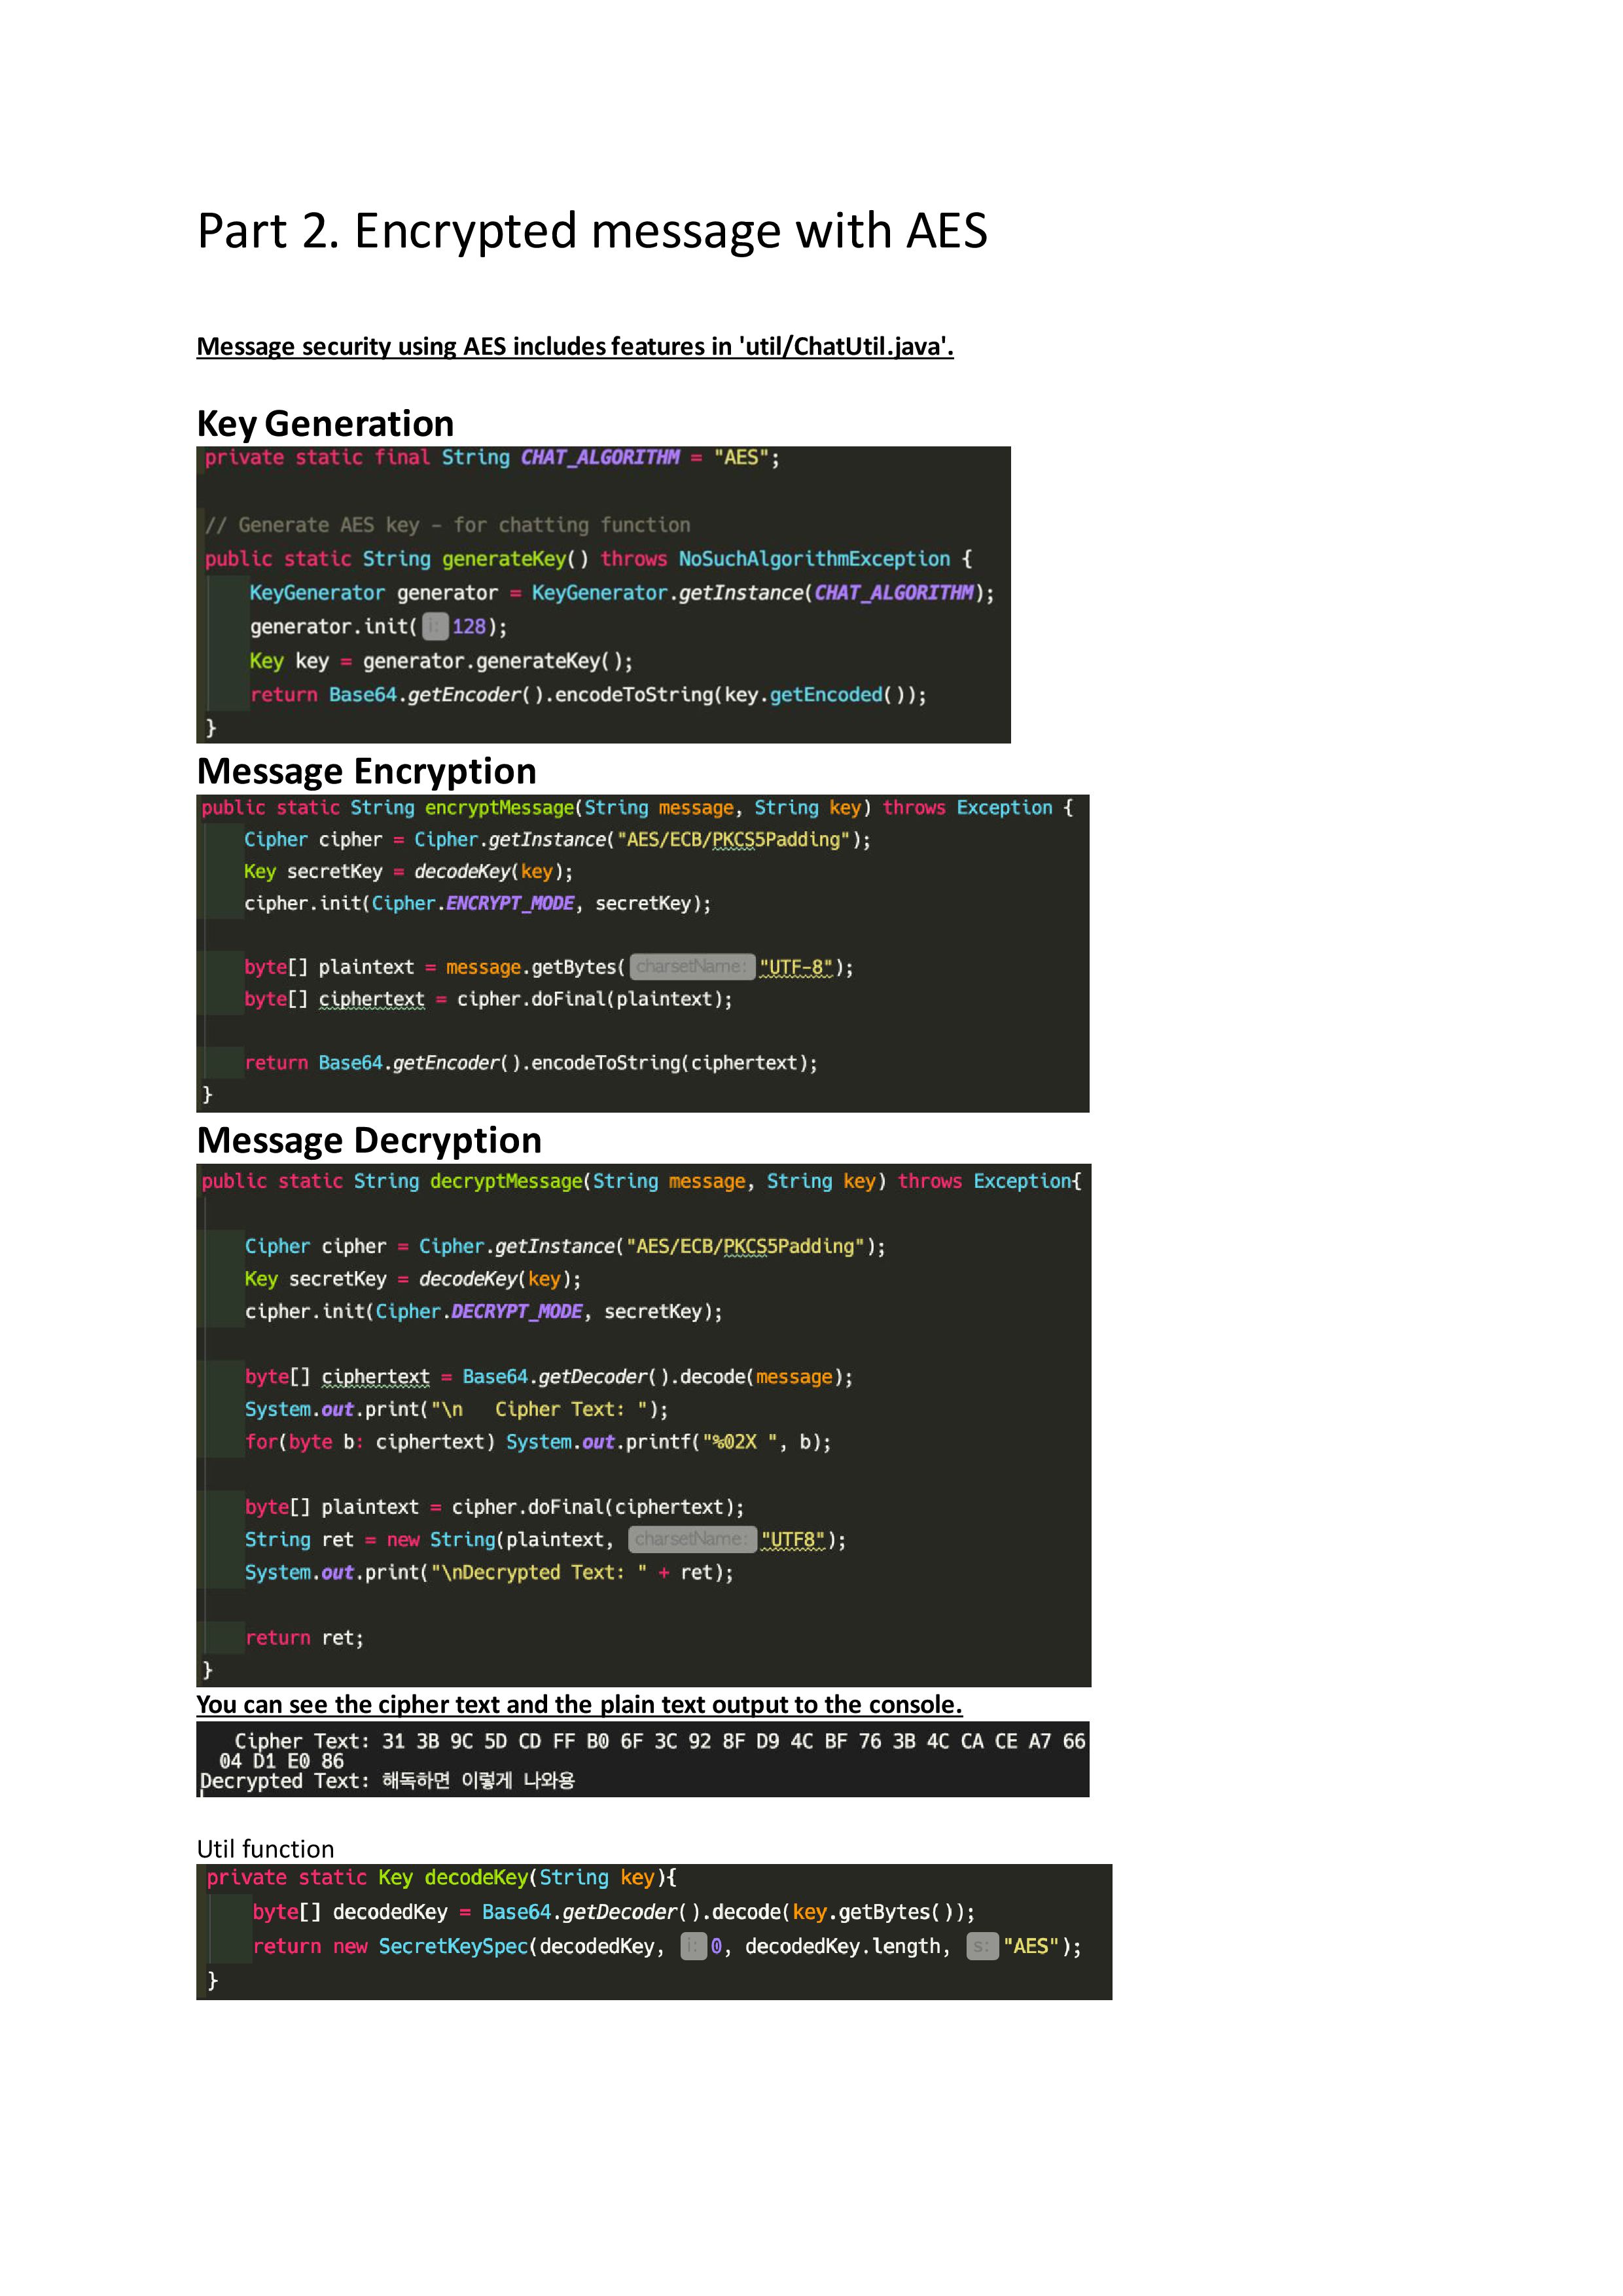 Part 2. Encrypted message with AES
Message security using AES includes features in 'util/ChatUtil.java'.
Key Generation
private static final String CHAT_ALGORITHM = "AES";
// Generate AES key - for chatting function
public static String generateKey() throws NoSuchAlgorithmException {
KeyGenerator generator = KeyGenerator.getInstance(CHAT_ALGORITHM);
generator.init( i: 128);
Key key = generator.generateKey();
return Base64.getEncoder().encodeToString(key.getEncoded());
}
Message Encryption
public static String encryptMessage(String message, String key) throws Exception {
Cipher cipher = Cipher.getInstance("AES/ECB/PKCS5Padding");
Key secretKey = decodeKey(key);
cipher.init(Cipher.ENCRYPT_MODE, secretKey);
byte[] plaintext = message.getBytes( charsetName: "UTF-8");
byte[] ciphertext = cipher.doFinal(plaintext);
return Base64.getEncoder().encodeToString(ciphertext);
}
Message Decryption
public static String decryptMessage(String message, String key) throws Exception{
Cipher cipher = Cipher.getInstance("AES/ECB/PKCS5Padding");
Key secretKey = decodeKey(key);
cipher.init(Cipher.DECRYPT_MODE, secretKey);
byte[] ciphertext = Base64.getDecoder().decode(message);
System.out.print("\n   Cipher Text: ");
for(byte b: ciphertext) System.out.printf("%02X ", b);
byte[] plaintext = cipher.doFinal(ciphertext);
String ret = new String(plaintext, charsetName: "UTF8");
System.out.print("\nDecrypted Text: " + ret);
return ret;
}
You can see the cipher text and the plain text output to the console.
Cipher Text: 31 3B 9C 5D CD FF B0 6F 3C 92 8F D9 4C BF 76 3B 4C CA CE A7 66
04 D1 E0 86
Decrypted Text: 해독하면 이렇게 나와용
Util function
private static Key decodeKey(String key){
byte[] decodedKey = Base64.getDecoder().decode(key.getBytes());
return new SecretKeySpec(decodedKey, i: 0, decodedKey.length, s: "AES");
}